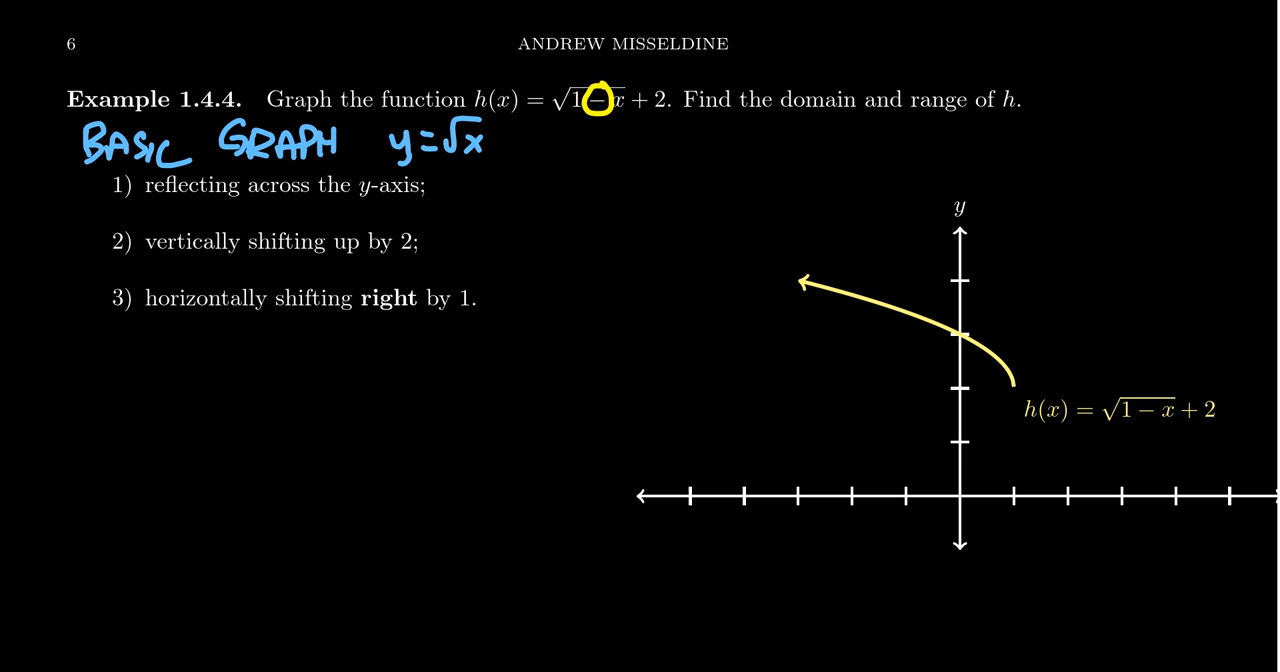 6 ANDREW MISSELDINE
Example 1.4.4. Graph the function h(x) = √(1 − x) + 2. Find the domain and range of h.
BASIC GRAPH y=√x
1) reflecting across the y-axis;
2) vertically shifting up by 2;
3) horizontally shifting right by 1.
y
h(x) = √(1 − x) + 2